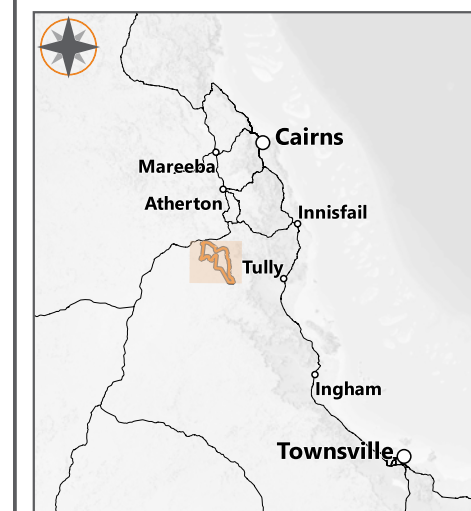 Cairns
Mareeba
Atherton
Innisfail
Tully
Ingham
Townsville